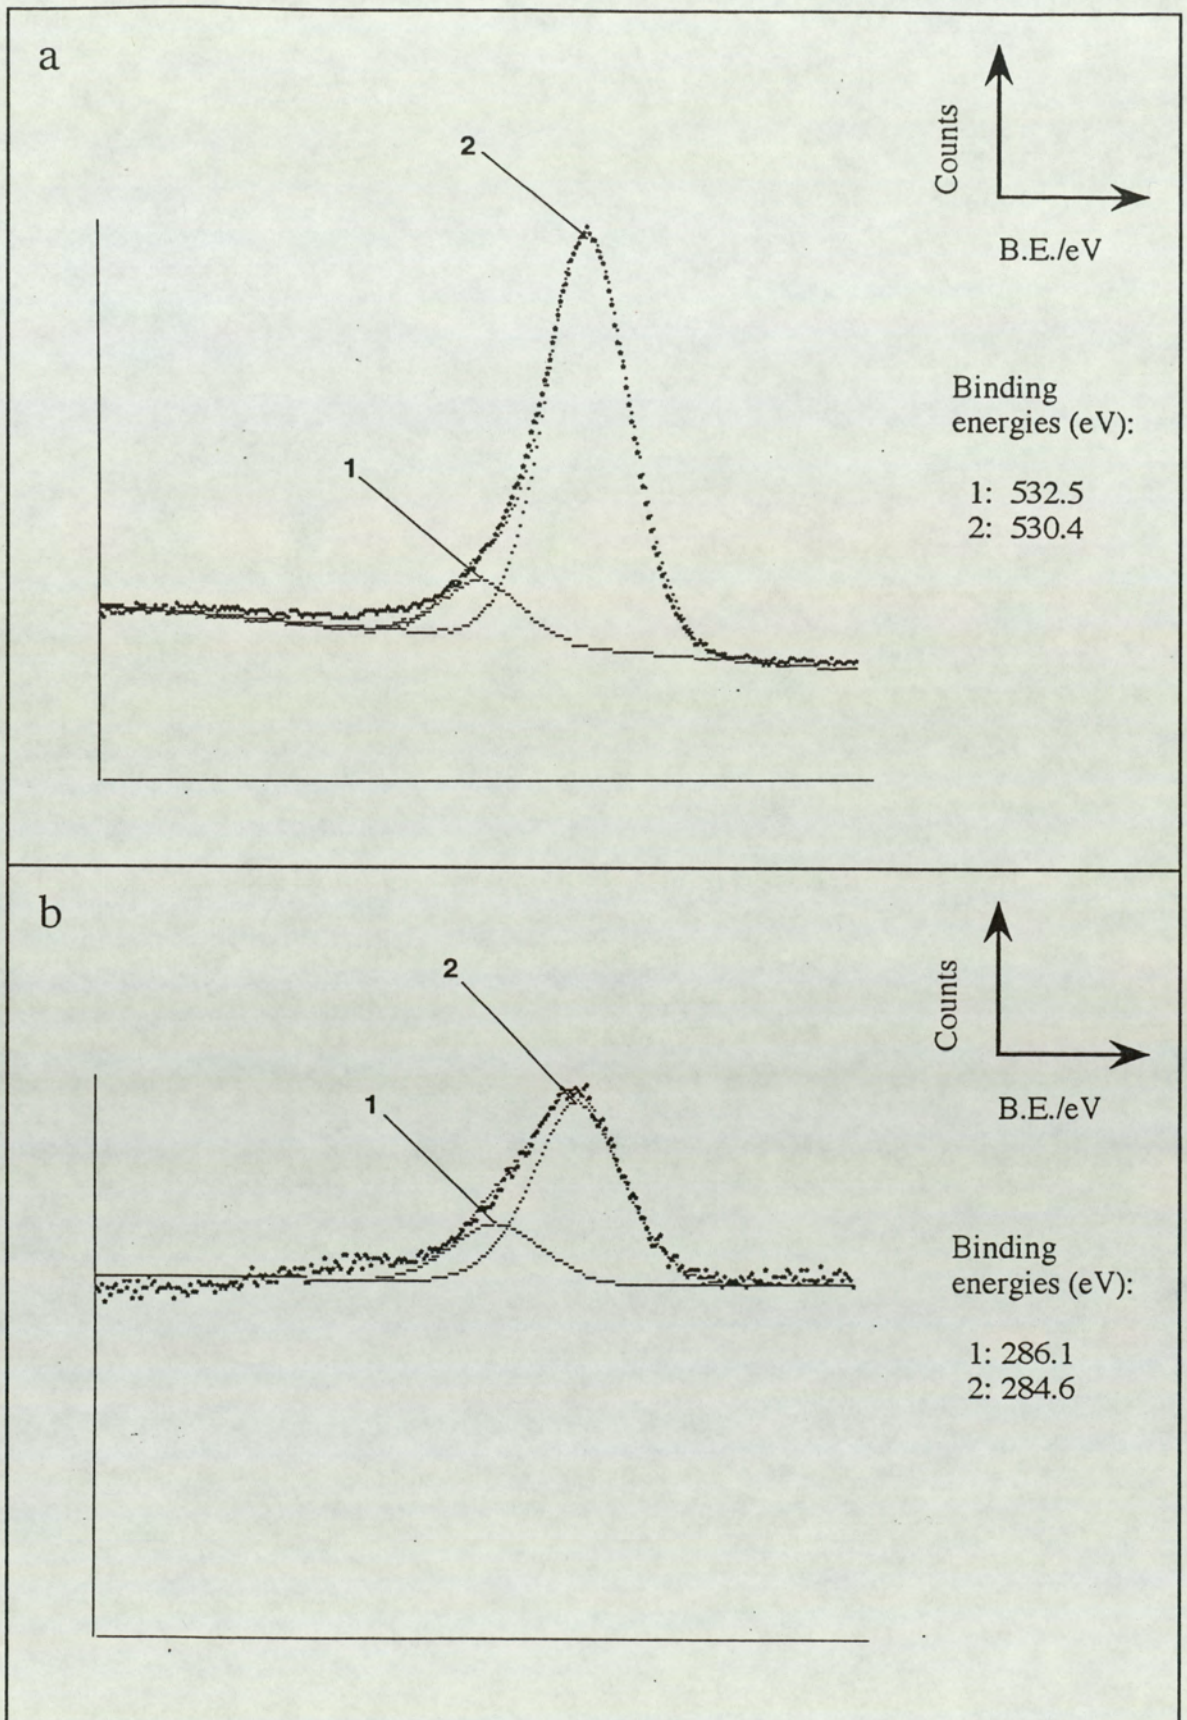 a
2
Counts
B.E./eV
Binding
energies (eV):
1
1: 532.5
2: 530.4
b
2
Counts
1
B.E./eV
Binding
energies (eV):
1: 286.1
2: 284.6